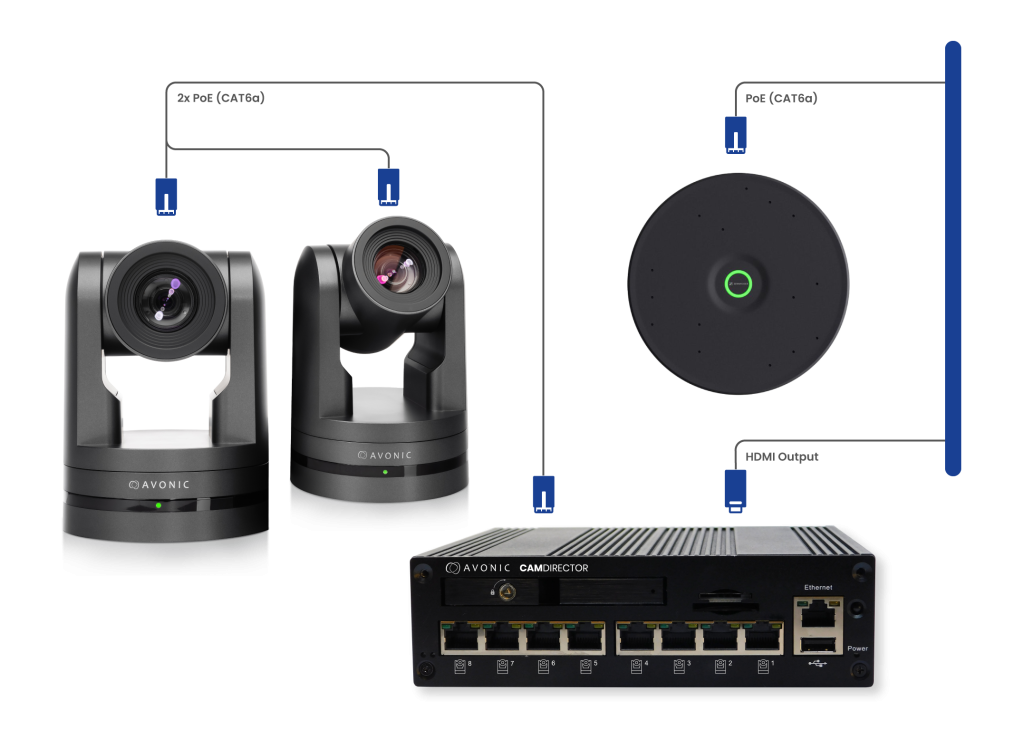 2x PoE (CAT6a)
PoE (CAT6a)
AVONIC
AVONIC
HDMI Output
AVONIC CAMDIRECTOR
Ethernet
Power
8 7 6 5 4 3 2 1